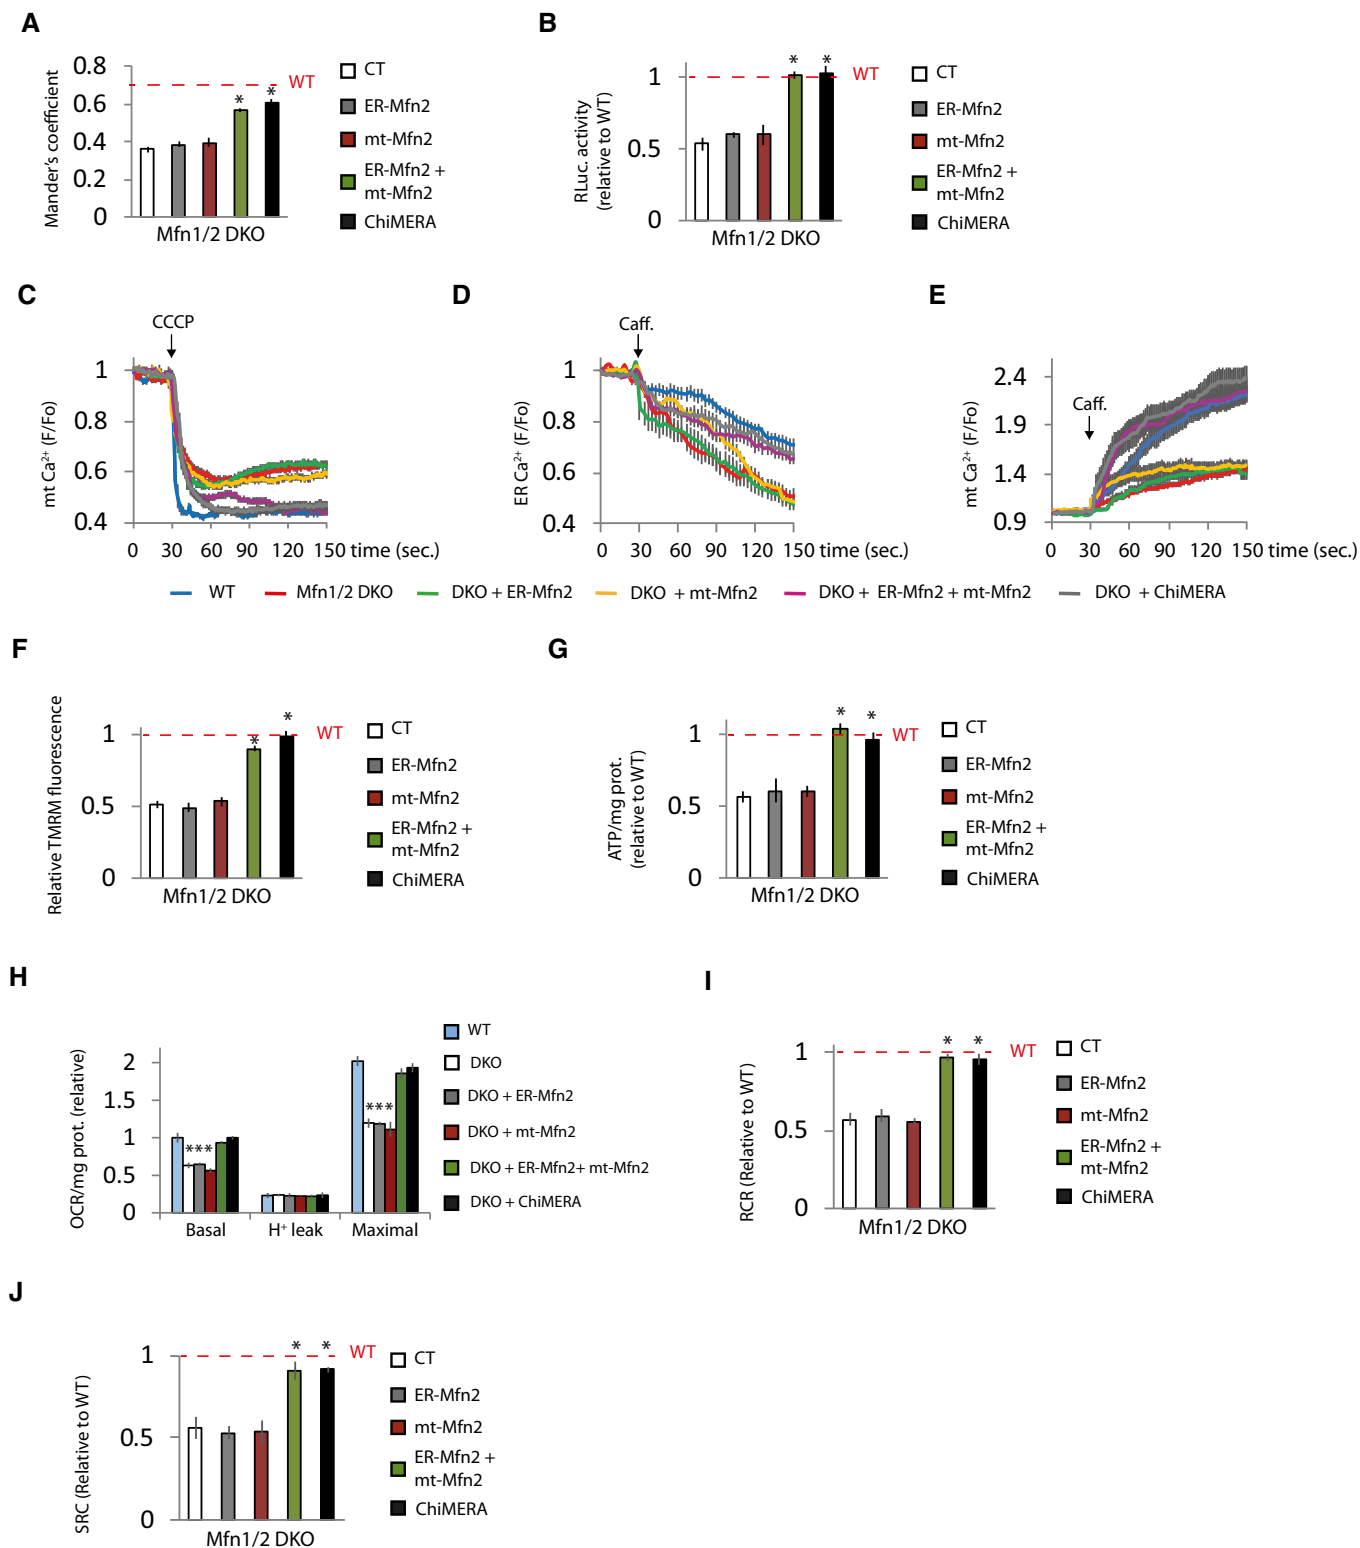 A
Mander's coefficient
0.8
0.6
0.4
0.2
0
WT
*
*
Mfn1/2 DKO
CT
ER-Mfn2
mt-Mfn2
ER-Mfn2 +
mt-Mfn2
ChiMERA
B
RLuc. activity
(relative to WT)
1
0.5
0
WT
*
*
Mfn1/2 DKO
CT
ER-Mfn2
mt-Mfn2
ER-Mfn2 +
mt-Mfn2
ChiMERA
C
CCCP
mt Ca²⁺ (F/Fo)
1
0.8
0.6
0.4
0 30 60 90 120 150 time (sec.)
D
Caff.
ER Ca²⁺ (F/Fo)
1
0.8
0.6
0.4
0 30 60 90 120 150 time (sec.)
E
Caff.
mt Ca²⁺ (F/Fo)
2.4
1.9
1.4
0.9
0 30 60 90 120 150 time (sec.)
WT
Mfn1/2 DKO
DKO + ER-Mfn2
DKO + mt-Mfn2
DKO + ER-Mfn2 + mt-Mfn2
DKO + ChiMERA
F
Relative TMRM fluorescence
1
0.5
0
WT
*
*
Mfn1/2 DKO
CT
ER-Mfn2
mt-Mfn2
ER-Mfn2 +
mt-Mfn2
ChiMERA
G
ATP/mg prot.
(relative to WT)
1
0.5
0
WT
*
*
Mfn1/2 DKO
CT
ER-Mfn2
mt-Mfn2
ER-Mfn2 +
mt-Mfn2
ChiMERA
H
OCR/mg prot. (relative)
2
1.5
1
0.5
0
***
***
Basal
H⁺ leak
Maximal
WT
DKO
DKO + ER-Mfn2
DKO + mt-Mfn2
DKO + ER-Mfn2+ mt-Mfn2
DKO + ChiMERA
I
RCR (Relative to WT)
1
0.5
0
WT
*
*
Mfn1/2 DKO
CT
ER-Mfn2
mt-Mfn2
ER-Mfn2 +
mt-Mfn2
ChiMERA
J
SRC (Relative to WT)
1
0.5
0
WT
*
*
Mfn1/2 DKO
CT
ER-Mfn2
mt-Mfn2
ER-Mfn2 +
mt-Mfn2
ChiMERA